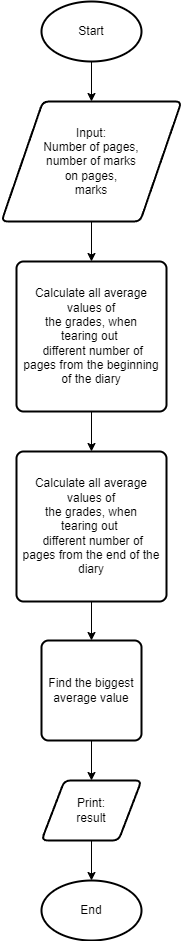 Start
Input:
Number of pages,
number of marks
on pages,
marks
Calculate all average
values of
the grades, when
tearing out
different number of
pages from the beginning
of the diary
Calculate all average
values of
the grades, when
tearing out
different number of
pages from the end of the
diary
Find the biggest
average value
Print:
result
End